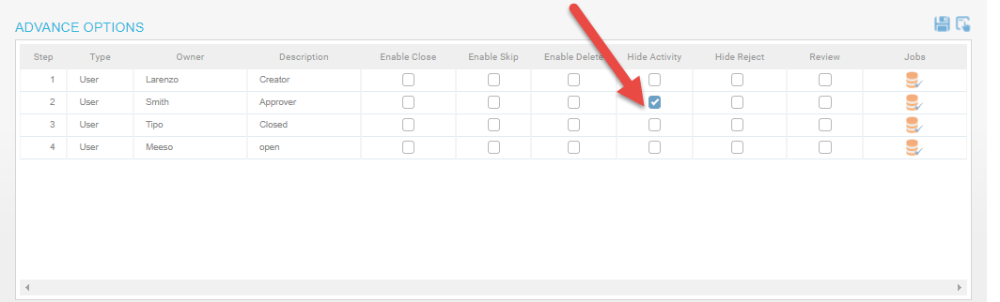 ADVANCE OPTIONS
Step Type Owner Description Enable Close Enable Skip Enable Delete Hide Activity Hide Reject Review Jobs
1 User Larenzo Creator
2 User Smith Approver
3 User Tipo Closed
4 User Meeso open